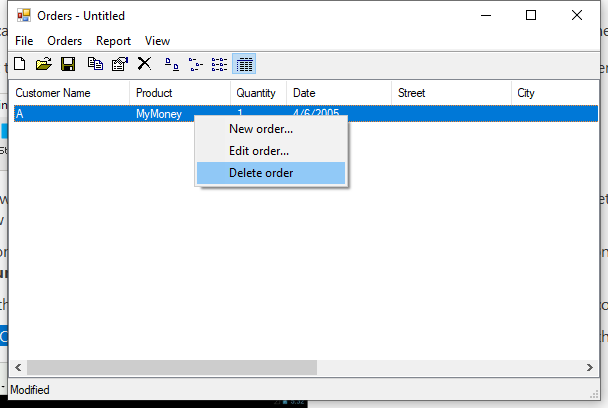 Orders - Untitled
File Orders Report View
Customer Name Product Quantity Date Street City
A MyMoney 1 4/6/2005
New order...
Edit order...
Delete order
Modified